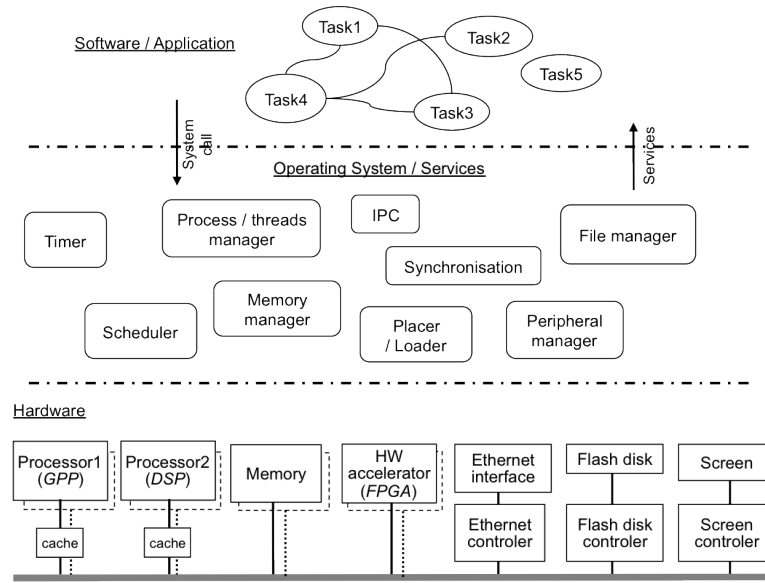 Software / Application
Task1
Task2
Task5
Task4
Task3
System
call
Services
Operating System / Services
Timer
Process / threads
manager
IPC
File manager
Synchronisation
Scheduler
Memory
manager
Placer
/ Loader
Peripheral
manager
Hardware
Processor1
(GPP)
Processor2
(DSP)
Memory
HW
accelerator
(FPGA)
Ethernet
interface
Flash disk
Screen
cache
cache
Ethernet
controler
Flash disk
controler
Screen
controler